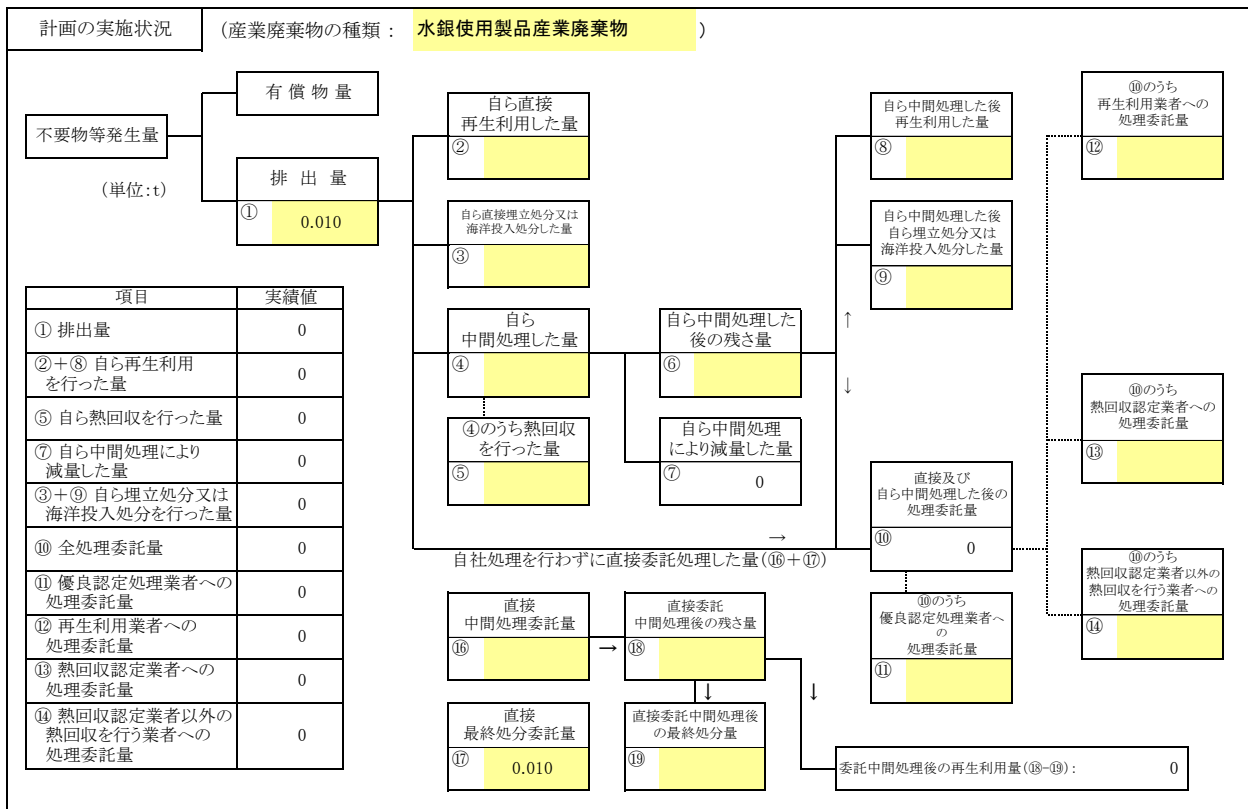 計画の実施状況
(産業廃棄物の種類： 水銀使用製品産業廃棄物 )
不要物等発生量
(単位:t)
有償物量
排出量
① 0.010
自ら直接
再生利用した量
②
自ら直接埋立処分又は
海洋投入処分した量
③
自ら
中間処理した量
④
④のうち熱回収
を行った量
⑤
自ら中間処理した
後の残さ量
⑥
自ら中間処理
により減量した量
⑦ 0
自ら中間処理した後
再生利用した量
⑧
自ら中間処理した後
自ら埋立処分又は
海洋投入処分した量
⑨
↑
↓
直接及び
自ら中間処理した後の
処理委託量
⑩ 0
⑩のうち
再生利用業者への
処理委託量
⑫
⑩のうち
熱回収認定業者への
処理委託量
⑬
⑩のうち
熱回収認定業者以外の
熱回収を行う業者への
処理委託量
⑭
→
自社処理を行わずに直接委託処理した量(⑯＋⑰)
直接
中間処理委託量
⑯
→
直接委託
中間処理後の残さ量
⑱
↓
↓
⑩のうち
優良認定処理業者へ
の
処理委託量
⑪
直接
最終処分委託量
⑰ 0.010
直接委託中間処理後
の最終処分量
⑲
委託中間処理後の再生利用量(⑱-⑲)： 0
項目 実績値
① 排出量 0
②＋⑧ 自ら再生利用
を行った量 0
⑤ 自ら熱回収を行った量 0
⑦ 自ら中間処理により
減量した量 0
③＋⑨ 自ら埋立処分又は
海洋投入処分を行った量 0
⑩ 全処理委託量 0
⑪ 優良認定処理業者への
処理委託量 0
⑫ 再生利用業者への
処理委託量 0
⑬ 熱回収認定業者への
処理委託量 0
⑭ 熱回収認定業者以外の
熱回収を行う業者への
処理委託量 0